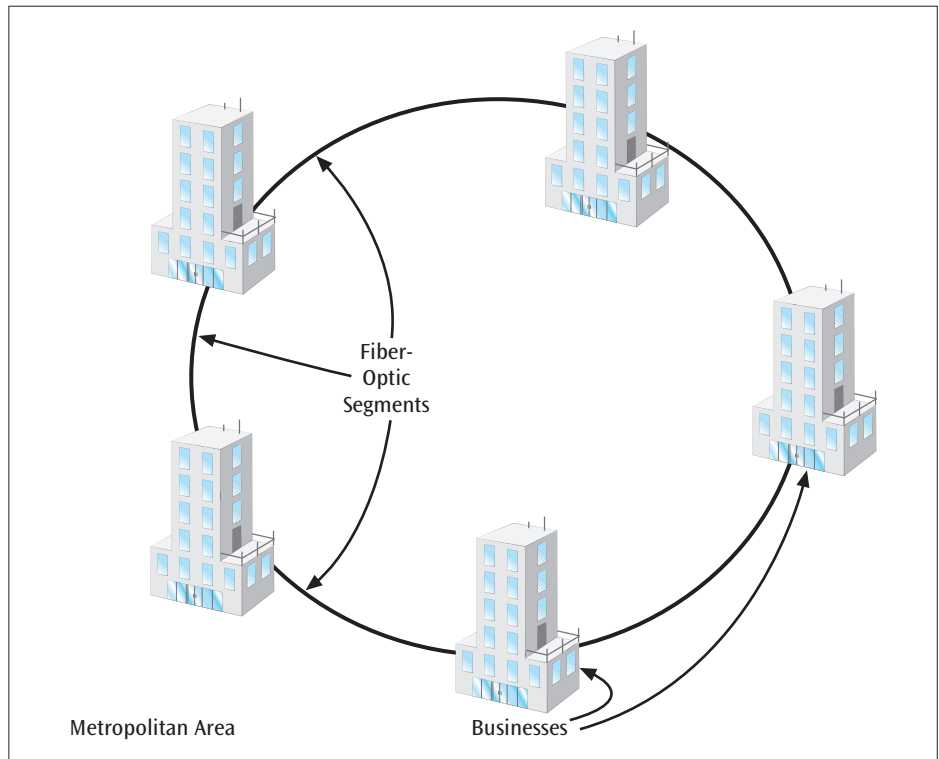 Fiber-
Optic
Segments
Metropolitan Area
Businesses